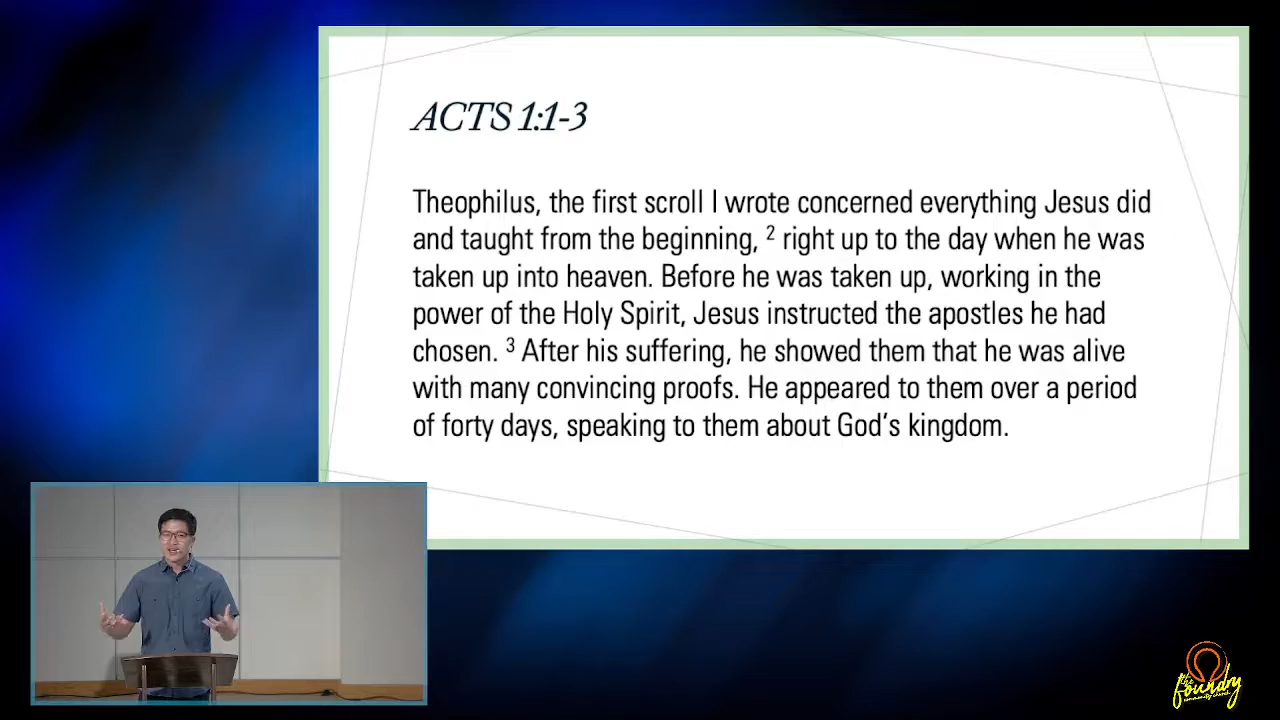 ACTS 1:1-3
Theophilus, the first scroll I wrote concerned everything Jesus did
and taught from the beginning, 2 right up to the day when he was
taken up into heaven. Before he was taken up, working in the
power of the Holy Spirit, Jesus instructed the apostles he had
chosen. 3 After his suffering, he showed them that he was alive
with many convincing proofs. He appeared to them over a period
of forty days, speaking to them about God's kingdom.
the
foundry
community church